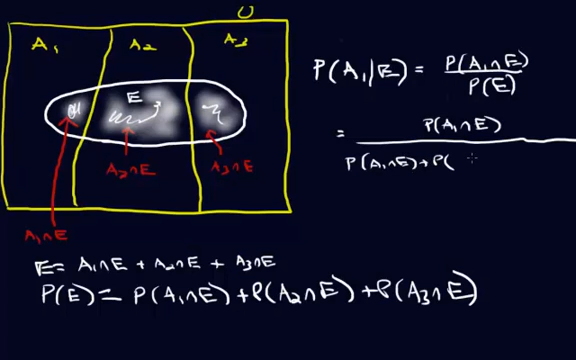 U
A₁ A₂ A₃
E
A₂∩E A₃∩E
A₁∩E
P(A₁|E) = P(A₁∩E) / P(E)
= P(A₁∩E) / P(A₁∩E)+P(
E= A₁∩E + A₂∩E + A₃∩E
P(E)= P(A₁∩E)+P(A₂∩E)+P(A₃∩E)